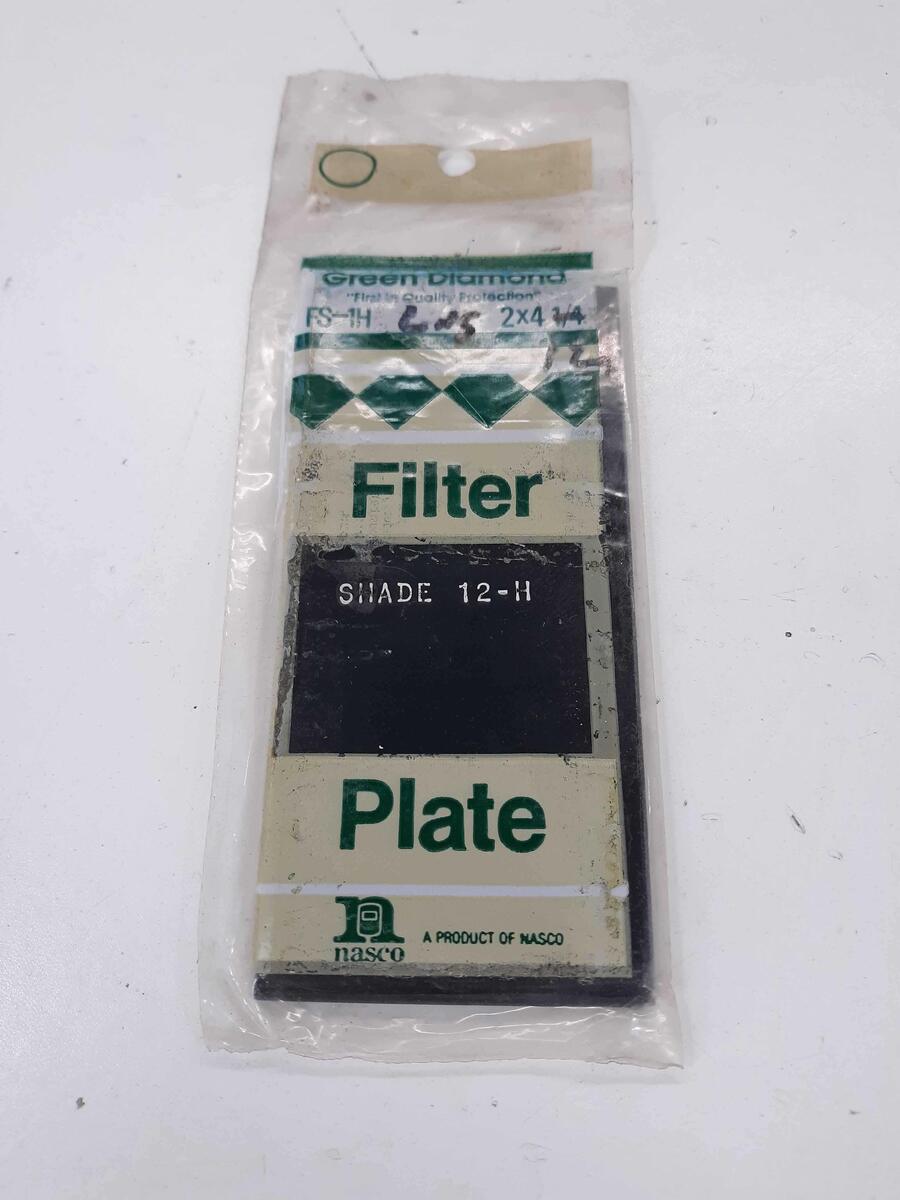 Green Diamond
"First in Quality Protection"
FS-1H 2x4 1/4
12
Filter
SHADE 12-H
Plate
n
nasco
A PRODUCT OF NASCO